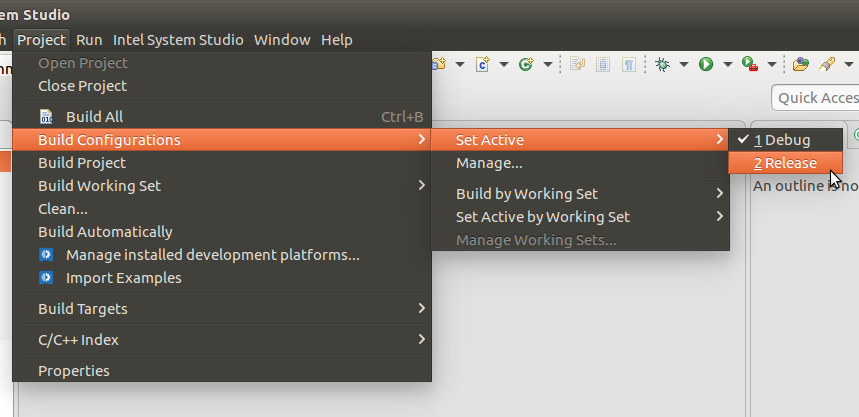 em Studio
h Project Run Intel System Studio Window Help
Open Project
Close Project
Build All Ctrl+B
Build Configurations
Build Project
Build Working Set
Clean...
Build Automatically
Manage installed development platforms...
Import Examples
Build Targets
C/C++ Index
Properties
Set Active
Manage...
Build by Working Set
Set Active by Working Set
Manage Working Sets...
1 Debug
2 Release
Quick Acces
An outline is no